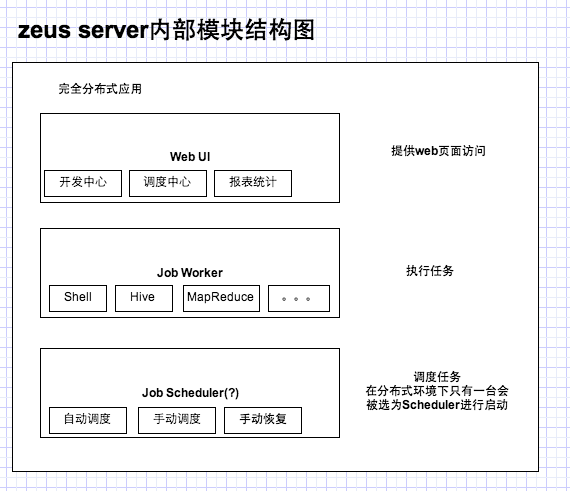 zeus server内部模块结构图
完全分布式应用
Web UI
提供web页面访问
开发中心 调度中心 报表统计
Job Worker
执行任务
Shell Hive MapReduce 。。。
Job Scheduler(?)
调度任务
在分布式环境下只有一台会
被选为Scheduler进行启动
自动调度 手动调度 手动恢复